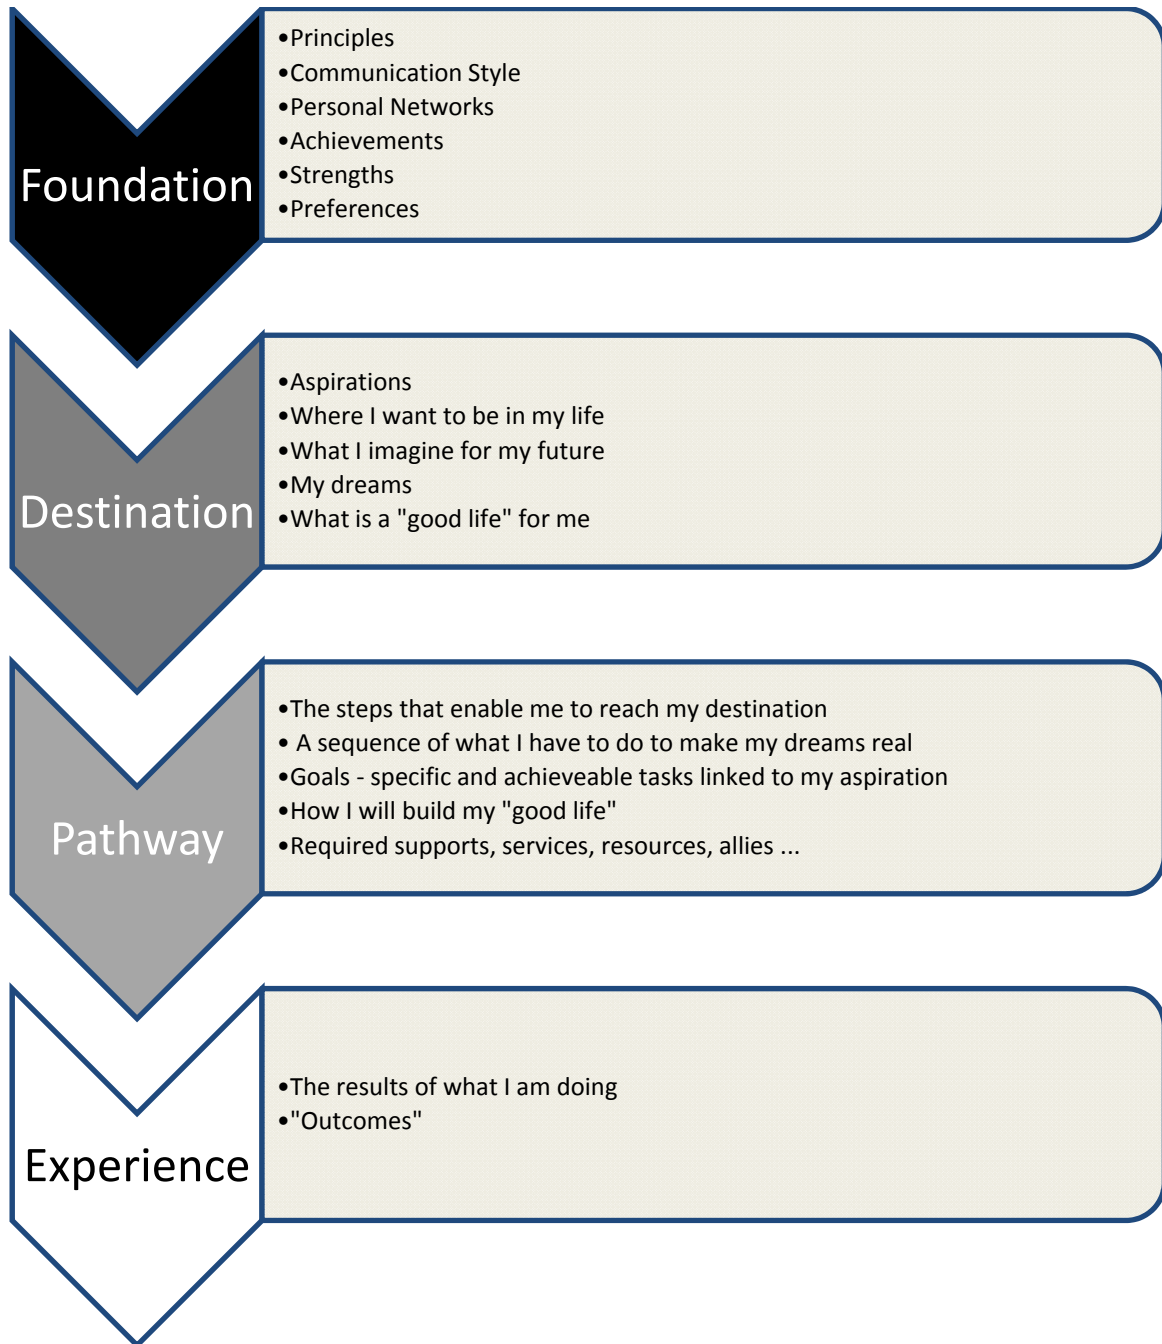 Foundation
•Principles
•Communication Style
•Personal Networks
•Achievements
•Strengths
•Preferences
Destination
•Aspirations
•Where I want to be in my life
•What I imagine for my future
•My dreams
•What is a "good life" for me
Pathway
•The steps that enable me to reach my destination
• A sequence of what I have to do to make my dreams real
•Goals - specific and achieveable tasks linked to my aspiration
•How I will build my "good life"
•Required supports, services, resources, allies ...
Experience
•The results of what I am doing
•"Outcomes"